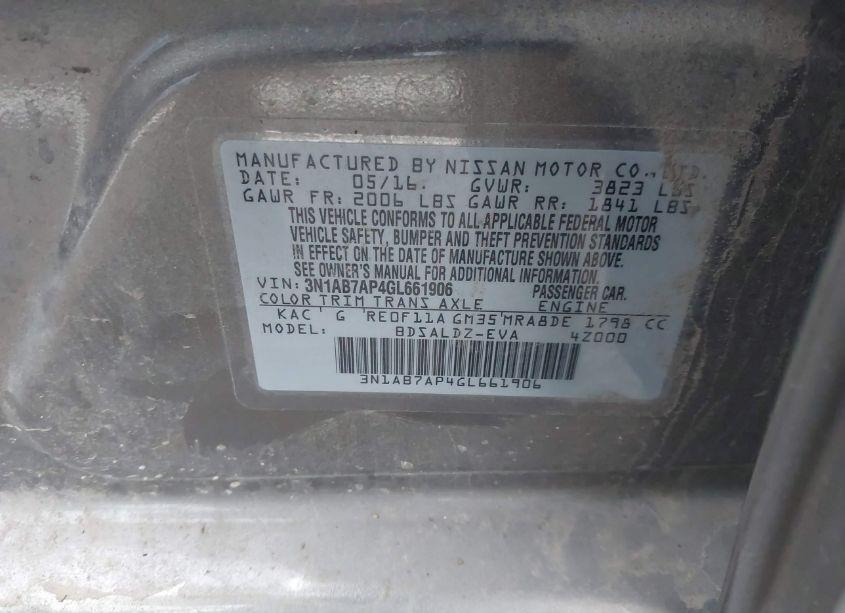 MANUFACTURED BY NISSAN MOTOR CO., LTD.
DATE: 05/16. GVWR: 3823 LBS
GAWR FR: 2006 LBS GAWR RR: 1841 LBS
THIS VEHICLE CONFORMS TO ALL APPLICABLE FEDERAL MOTOR
VEHICLE SAFETY, BUMPER AND THEFT PREVENTION STANDARDS
IN EFFECT ON THE DATE OF MANUFACTURE SHOWN ABOVE.
SEE OWNER'S MANUAL FOR ADDITIONAL INFORMATION.
VIN: 3N1AB7AP4GL661906 PASSENGER CAR.
COLOR TRIM TRANS AXLE ENGINE
KAC G RE0F11A GM35 MRA8DE 1798 CC
MODEL: BDSALDZ-EVA 4Z000
3N1AB7AP4GL661906